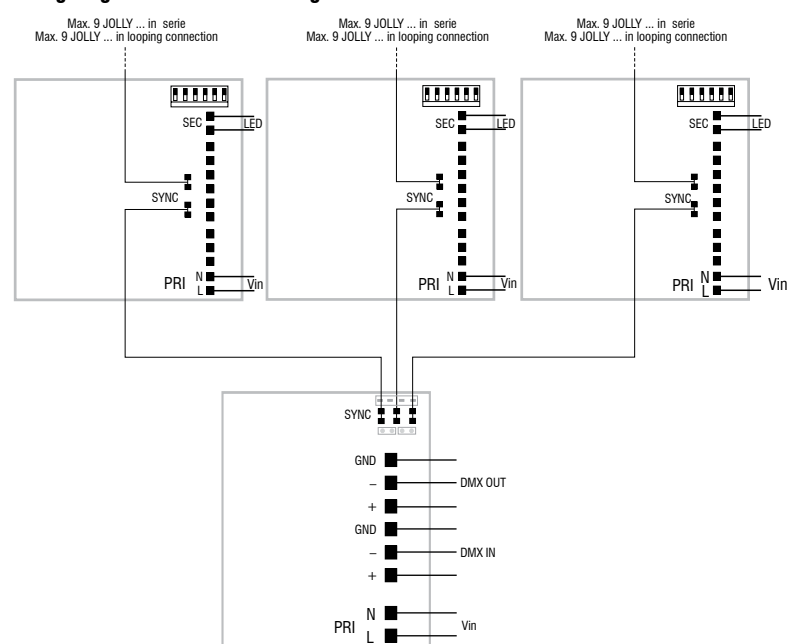 Max. 9 JOLLY ... in serie
Max. 9 JOLLY ... in looping connection
Max. 9 JOLLY ... in serie
Max. 9 JOLLY ... in looping connection
Max. 9 JOLLY ... in serie
Max. 9 JOLLY ... in looping connection
SEC
LED
SYNC
PRI
N
L
Vin
SEC
LED
SYNC
PRI
N
L
Vin
SEC
LED
SYNC
PRI
N
L
Vin
SYNC
GND
– DMX OUT
+
GND
– DMX IN
+
PRI
N
L
Vin